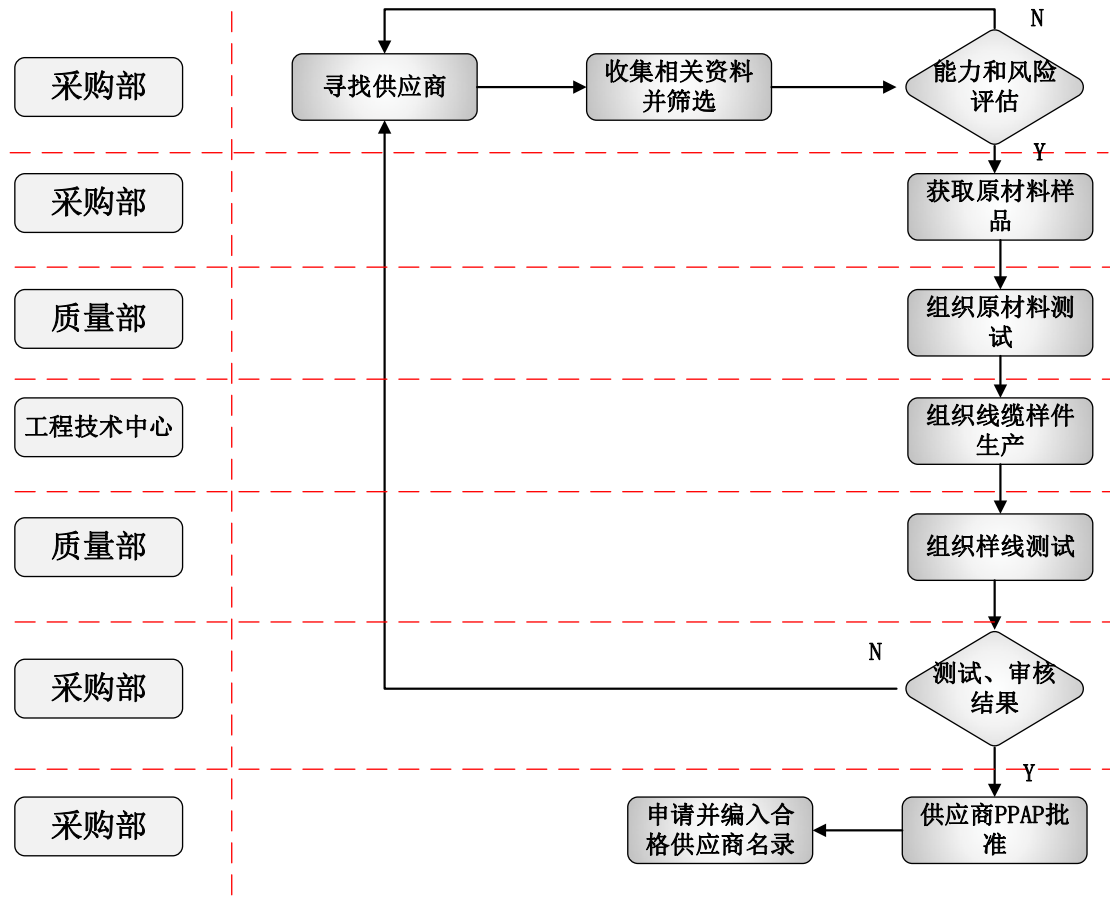 N
采购部
寻找供应商
收集相关资料
并筛选
能力和风险
评估
Y
采购部
获取原材料样
品
质量部
组织原材料测
试
工程技术中心
组织线缆样件
生产
质量部
组织样线测试
N
采购部
测试、审核
结果
Y
采购部
申请并编入合
格供应商名录
供应商PPAP批
准